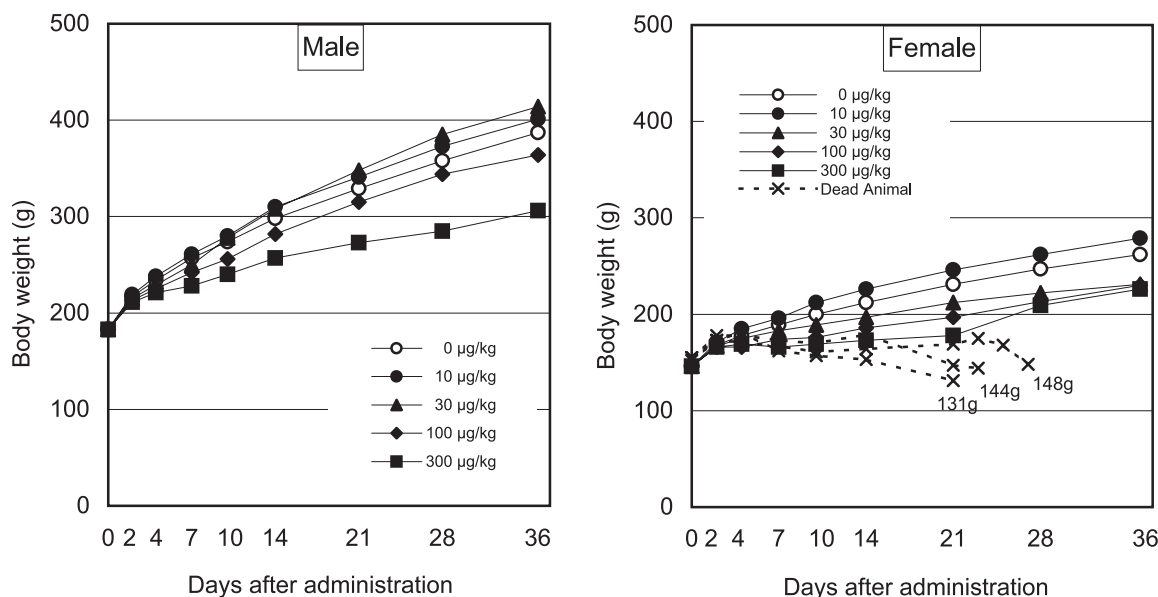 Male
Body weight (g)
500
400
300
200
100
0
0 µg/kg
10 µg/kg
30 µg/kg
100 µg/kg
300 µg/kg
0 2 4 7 10 14 21 28 36
Days after administration
Female
Body weight (g)
500
400
300
200
100
0
0 µg/kg
10 µg/kg
30 µg/kg
100 µg/kg
300 µg/kg
Dead Animal
131g
144g
148g
0 2 4 7 10 14 21 28 36
Days after administration